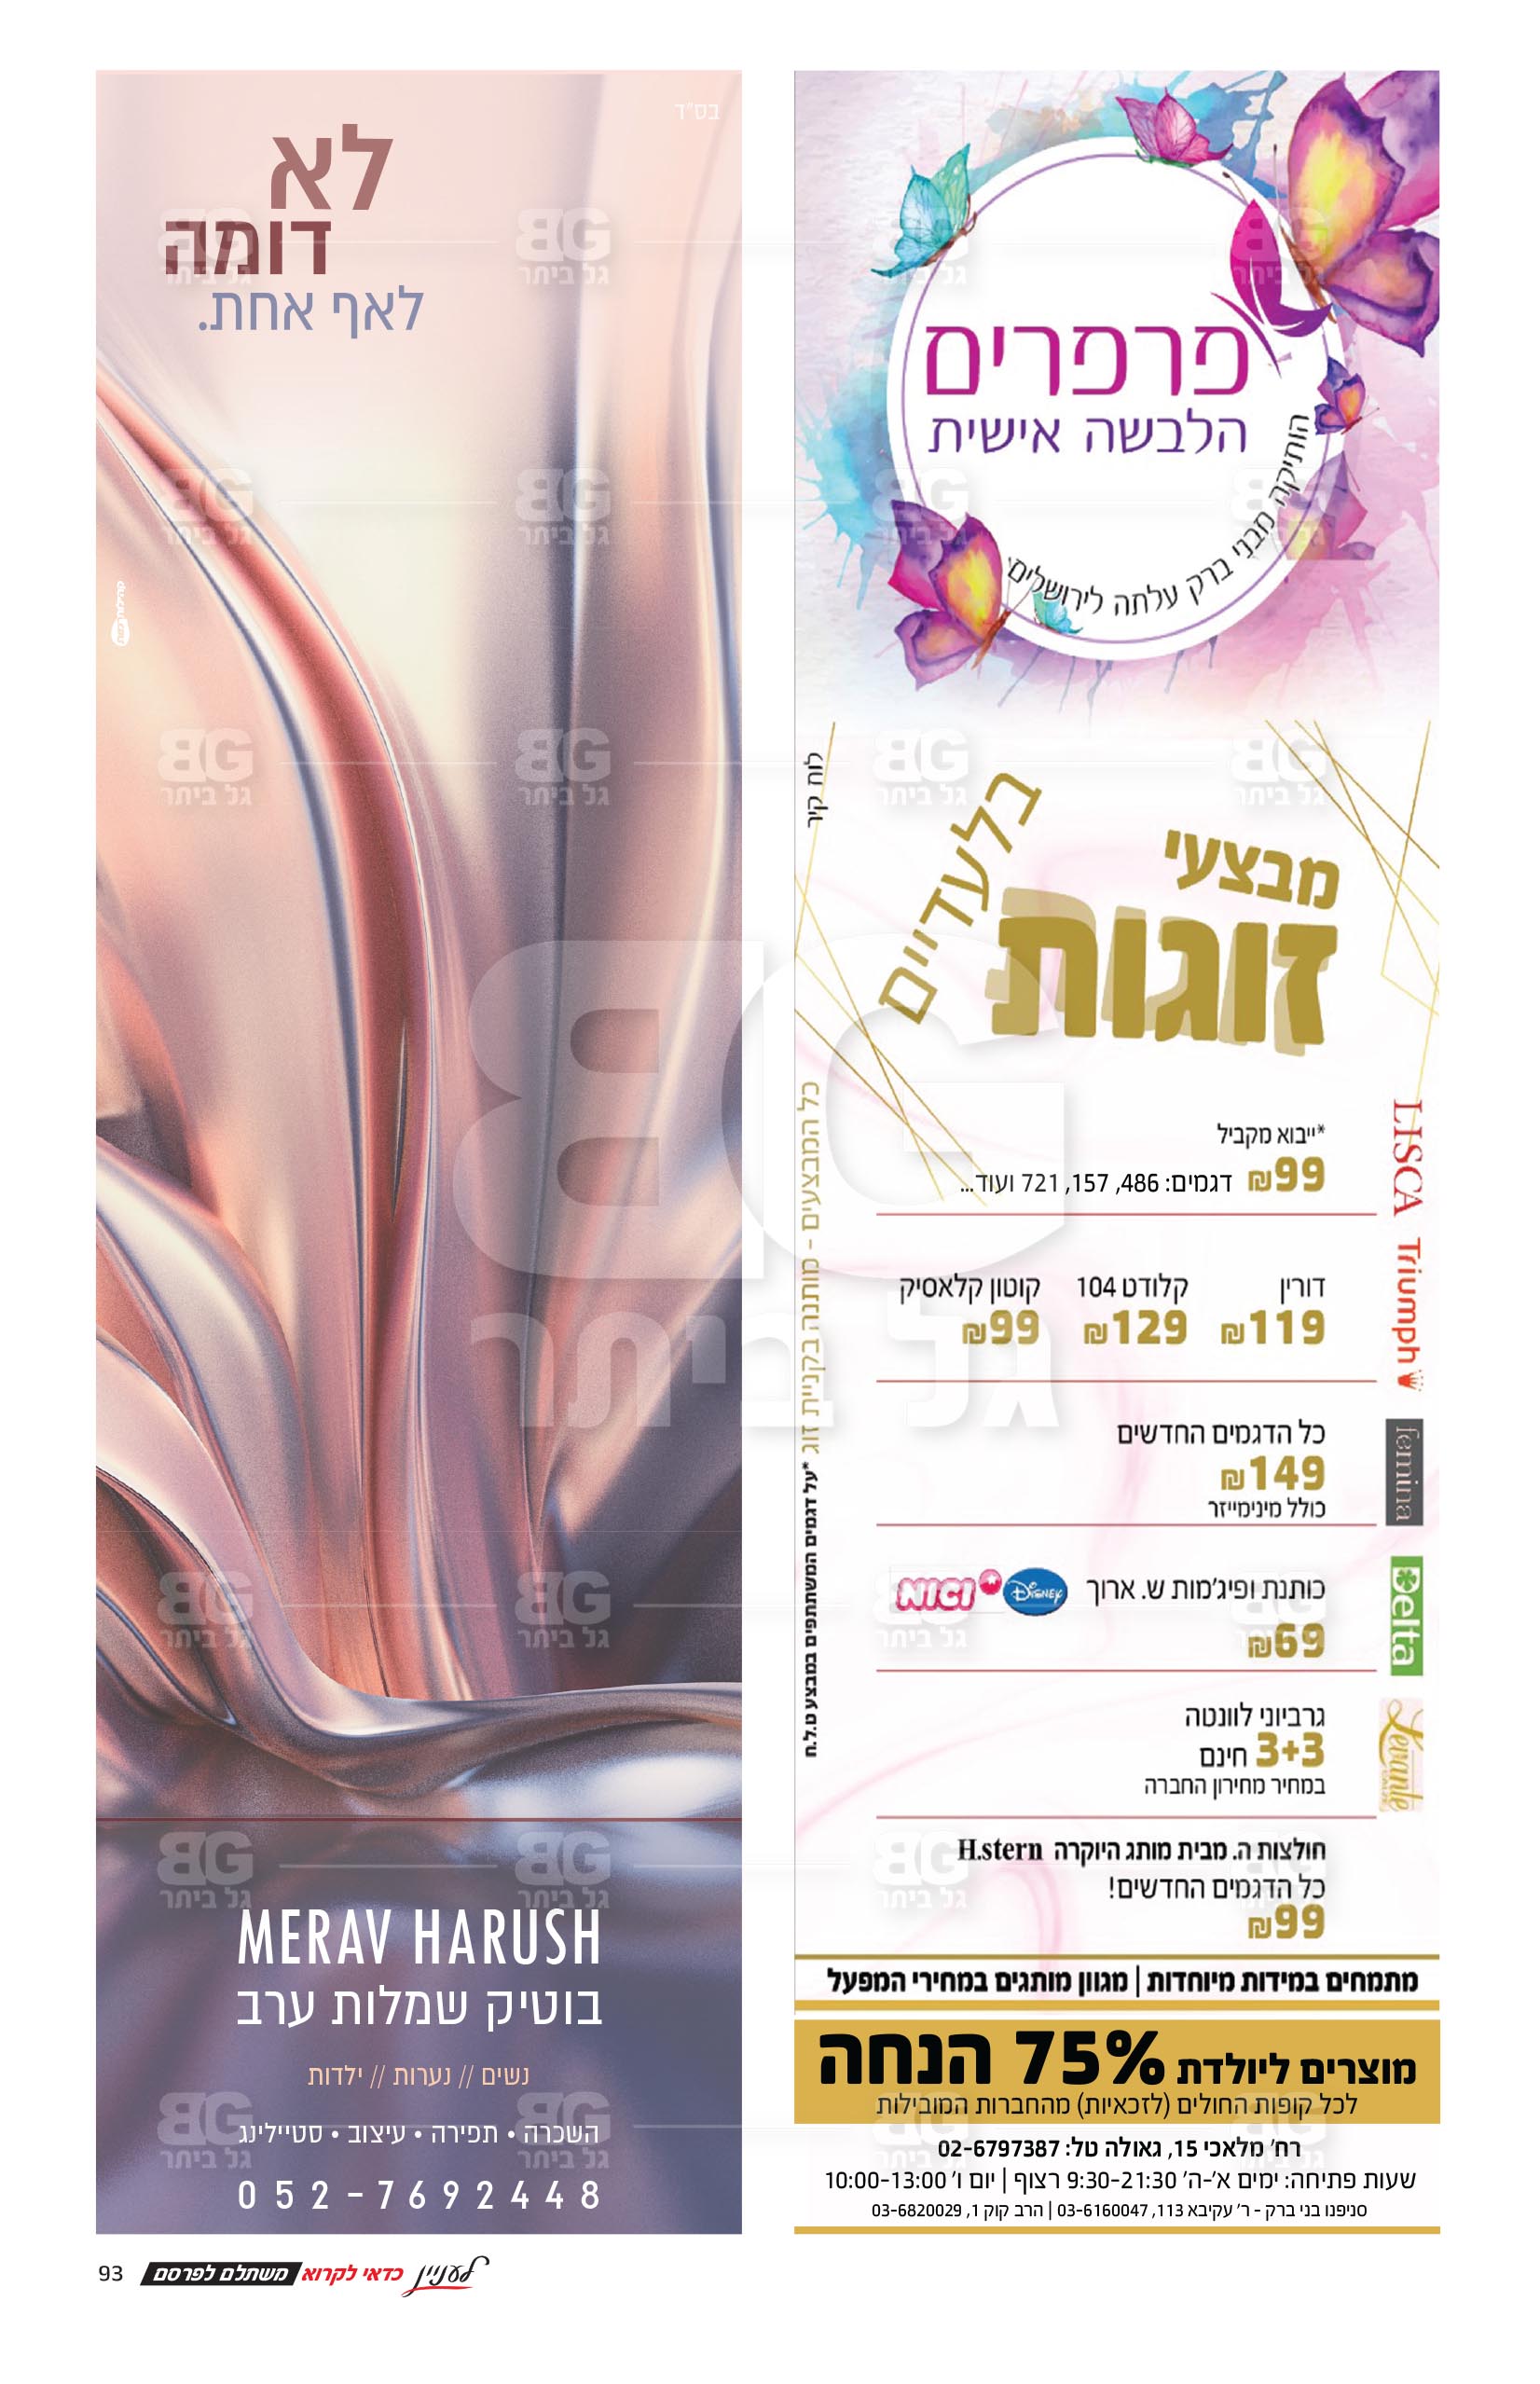 פרפרים
הלבשה אישית
הוותיקה מבני ברק עלתה לירושלים
לוח קיר
מבצעי
זוגות
בלעדיים
LISCA
*ייבוא מקביל
99₪ דגמים: 486, 157, 721 ועוד...
Triumph
דורין
119₪
קלודט 104
129₪
קוטון קלאסיק
99₪
femina
כל הדגמים החדשים
149₪
כולל מינימייזר
Delta
כותנת ופיג׳מות ש. ארוך Disney NICI
69₪
Levante
גרביוני לוונטה
3+3 חינם
במחיר מחירון החברה
חולצות ה. מבית מותג היוקרה H.stern
כל הדגמים החדשים!
99₪
כל המבצעים - מותנה בקניית זוג *על דגמים המשתתפים במבצע ט.ל.ח
מתמחים במידות מיוחדות | מגוון מותגים במחירי המפעל
מוצרים ליולדת 75% הנחה
לכל קופות החולים (לזכאיות) מהחברות המובילות
רח׳ מלאכי 15, גאולה טל: 02-6797387
שעות פתיחה: ימים א׳-ה׳ 9:30-21:30 רצוף | יום ו׳ 10:00-13:00
סניפנו בני ברק - ר׳ עקיבא 113, 03-6160047 | הרב קוק 1, 03-6820029
בס״ד
לא
דומה
לאף אחת.
MERAV HARUSH
בוטיק שמלות ערב
נשים // נערות // ילדות
השכרה • תפירה • עיצוב • סטיילינג
052-7692448
BG
גל ביתר
לעניין כדאי לקרוא משתלם לפרסם 93